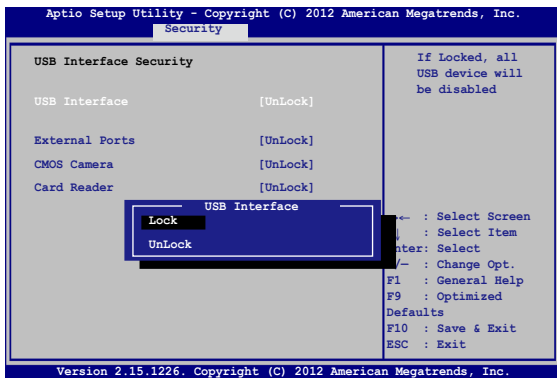 Aptio Setup Utility - Copyright (C) 2012 American Megatrends, Inc.
Security
USB Interface Security
USB Interface [UnLock]
External Ports [UnLock]
CMOS Camera [UnLock]
Card Reader [UnLock]
USB Interface
Lock
UnLock
If Locked, all
USB device will
be disabled
← : Select Screen
↓ : Select Item
nter: Select
/— : Change Opt.
F1 : General Help
F9 : Optimized
Defaults
F10 : Save & Exit
ESC : Exit
Version 2.15.1226. Copyright (C) 2012 American Megatrends, Inc.